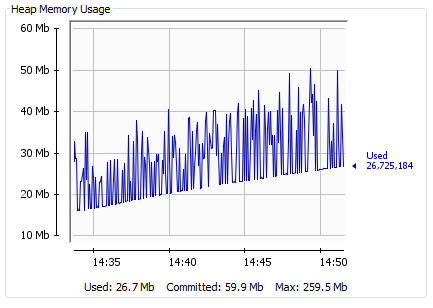 Heap Memory Usage
60 Mb
50 Mb
40 Mb
30 Mb
20 Mb
10 Mb
Used
26,725,184
14:35 14:40 14:45 14:50
Used: 26.7 Mb Committed: 59.9 Mb Max: 259.5 Mb